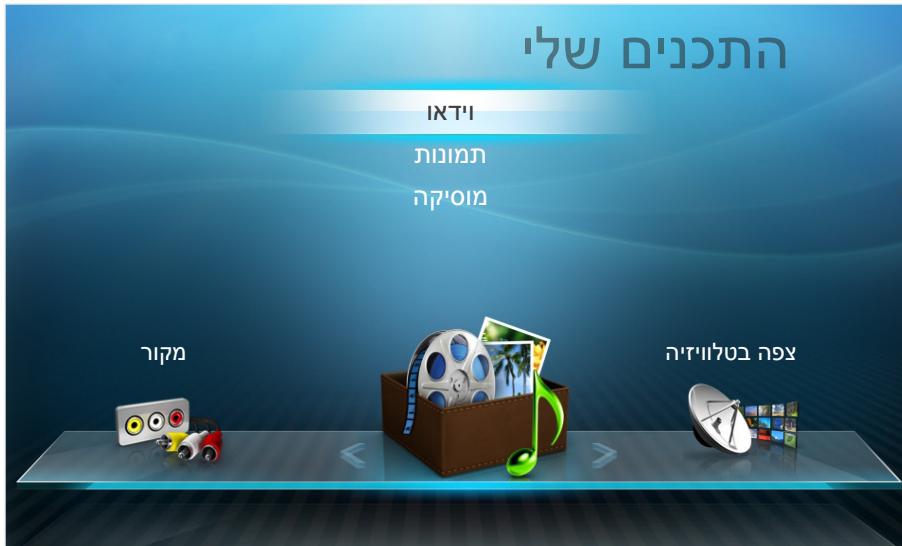 התכנים שלי
וידאו
תמונות
מוסיקה
צפה בטלוויזיה
מקור